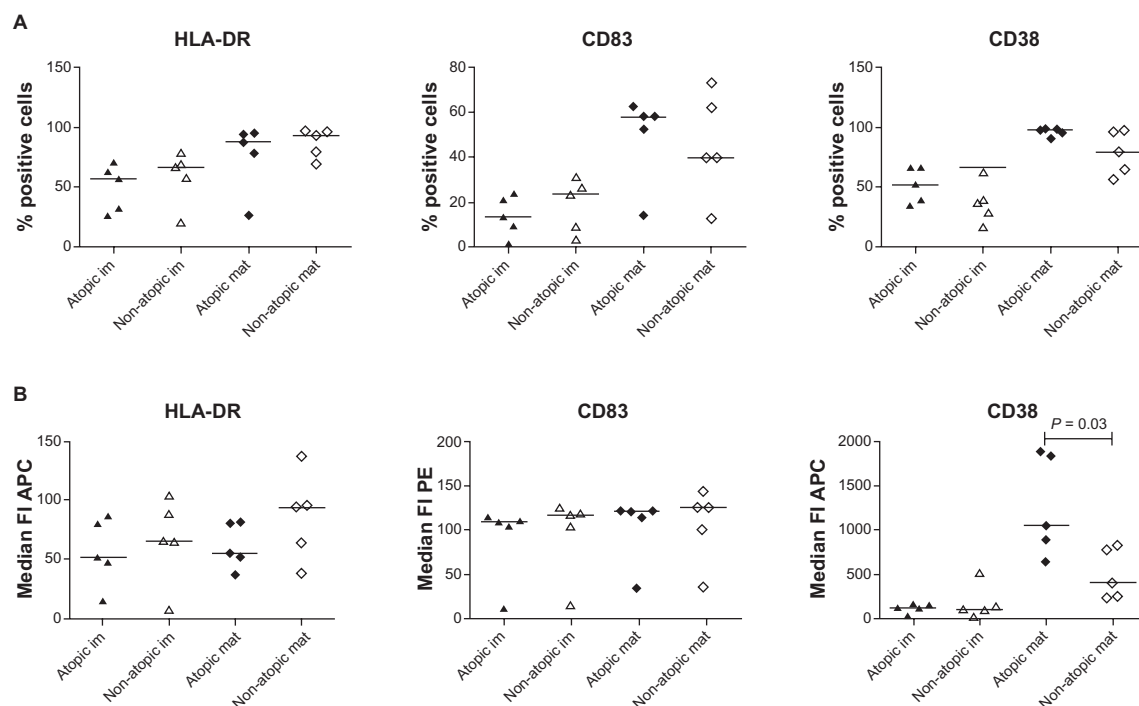 A
HLA-DR
CD83
CD38
% positive cells
150
100
50
0
Atopic im
Non-atopic im
Atopic mat
Non-atopic mat
% positive cells
80
60
40
20
0
Atopic im
Non-atopic im
Atopic mat
Non-atopic mat
% positive cells
150
100
50
0
Atopic im
Non-atopic im
Atopic mat
Non-atopic mat
B
HLA-DR
CD83
CD38
Median FI APC
150
100
50
0
Atopic im
Non-atopic im
Atopic mat
Non-atopic mat
Median FI PE
200
150
100
50
0
Atopic im
Non-atopic im
Atopic mat
Non-atopic mat
P = 0.03
Median FI APC
2000
1500
1000
500
0
Atopic im
Non-atopic im
Atopic mat
Non-atopic mat